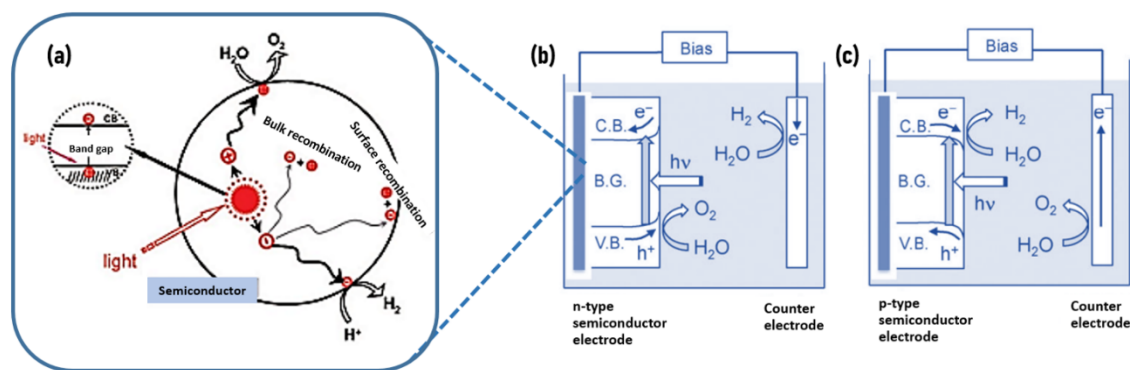 (a)
H₂O
O₂
CB
light
Band gap
VB
Bulk recombination
Surface recombination
light
Semiconductor
H₂
H⁺
(b)
Bias
C.B.
e⁻
H₂
e⁻
H₂O
B.G.
hν
O₂
V.B.
h⁺
H₂O
n-type
semiconductor
electrode
Counter
electrode
(c)
Bias
C.B.
e⁻
H₂
e⁻
H₂O
B.G.
hν
O₂
V.B.
h⁺
H₂O
p-type
semiconductor
electrode
Counter
electrode